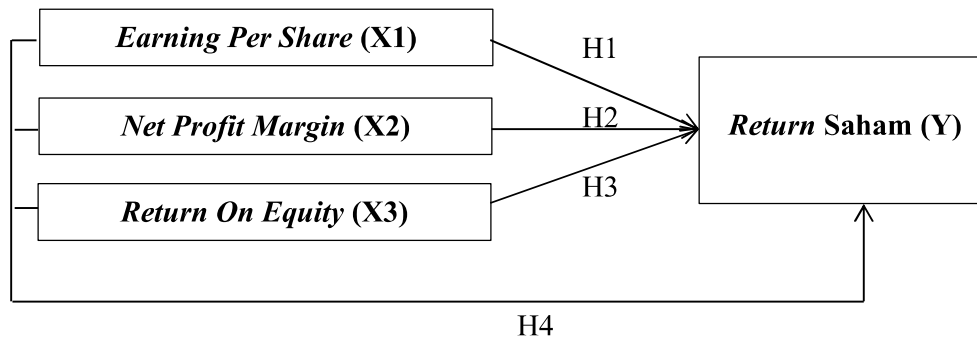 Earning Per Share (X1)
H1
Net Profit Margin (X2)
H2
Return Saham (Y)
H3
Return On Equity (X3)
H4